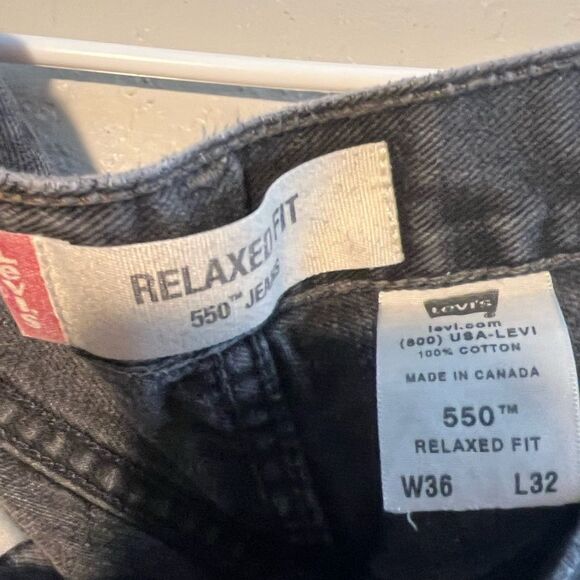 LEVI'S
RELAXED FIT
550™ JEANS
LEVI'S
levi.com
(800) USA-LEVI
100% COTTON
MADE IN CANADA
550™
RELAXED FIT
W36 L32